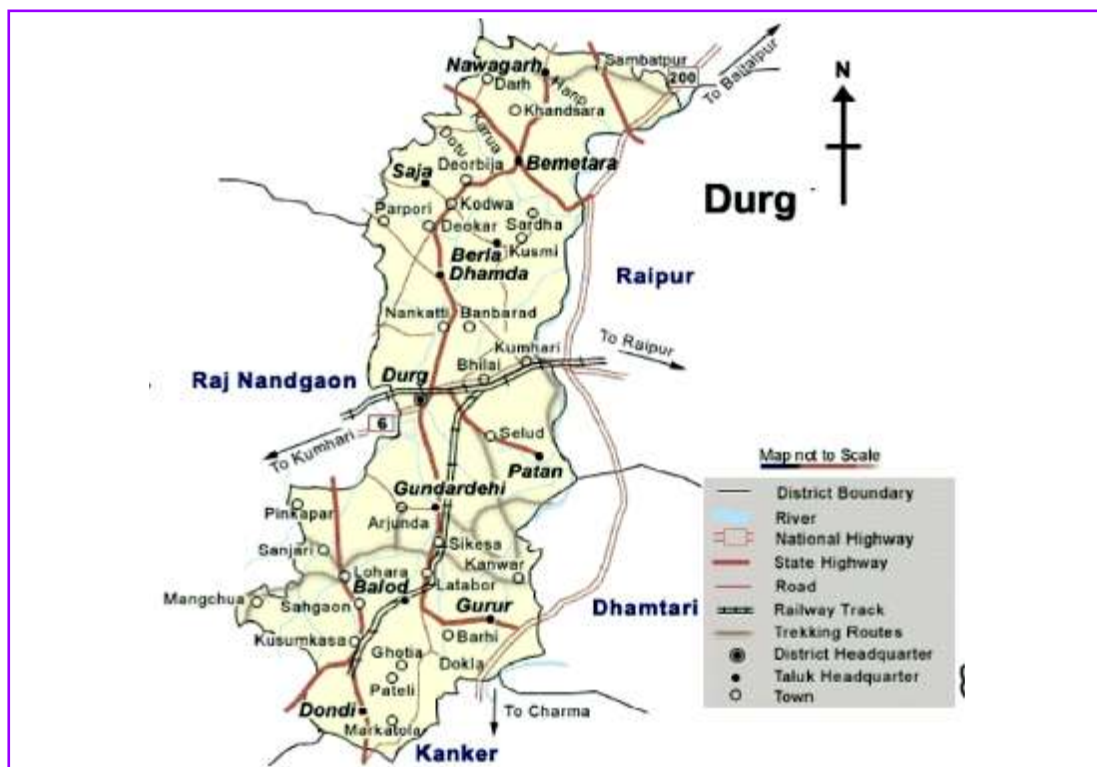 Nawagarh
Darh
Hafip
Sambatpur
200
To Baitalpur
N
Khandsara
Karua
Dotu
Deorbija
Bemetara
Saja
Kodwa
Parpori
Deokar
Sardha
Kusmi
Berla
Dhamda
Durg
Raipur
Nankatti
Banbarad
Kumhari
To Raipur
Bhilai
Raj Nandgaon
Durg
6
To Kumhari
Selud
Patan
Gundardehi
Pinkapar
Arjunda
Sanjari
Sikesa
Kanwar
Lohara
Latabor
Balod
Mangchua
Sahgaon
Gurur
Dhamtari
Barhi
Kusumkasa
Ghotia
Dokla
Pateli
Dondi
Markatola
To Charma
Kanker
Map not to Scale
District Boundary
River
National Highway
State Highway
Road
Railway Track
Trekking Routes
District Headquarter
Taluk Headquarter
Town